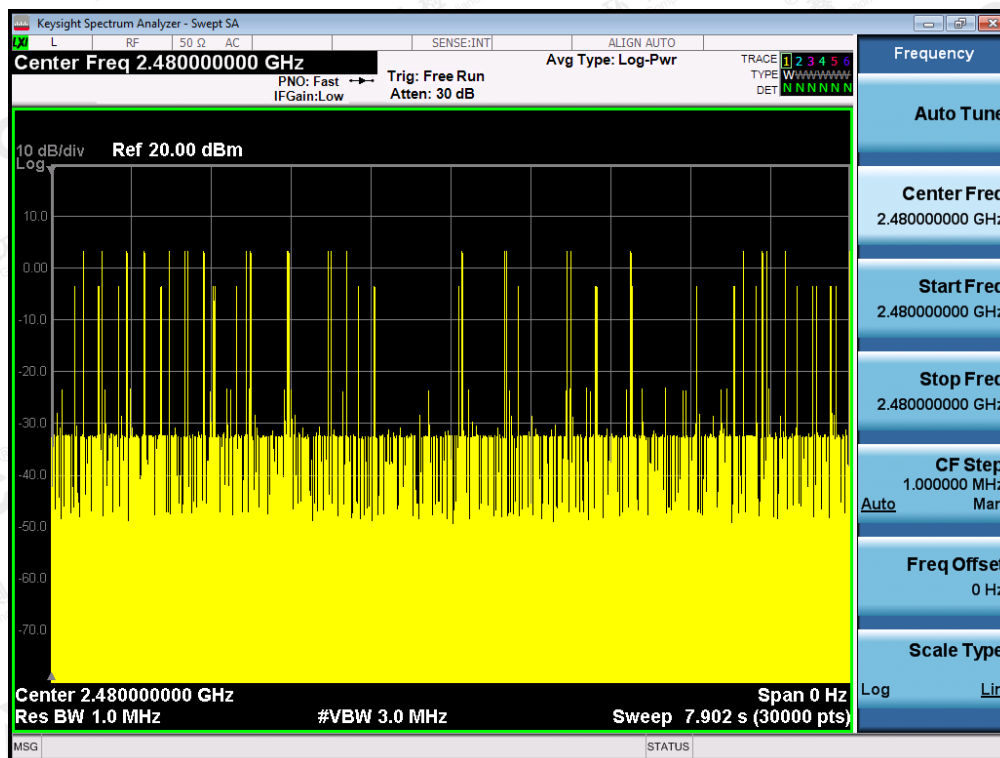 Keysight Spectrum Analyzer - Swept SA
LXI L RF 50 Ω AC SENSE:INT ALIGN AUTO
Center Freq 2.480000000 GHz
PNO: Fast
IFGain:Low
Trig: Free Run
Atten: 30 dB
Avg Type: Log-Pwr
TRACE 1 2 3 4 5 6
TYPE W
DET N N N N N N
10 dB/div Ref 20.00 dBm
Log
10.0
0.00
-10.0
-20.0
-30.0
-40.0
-50.0
-60.0
-70.0
Center 2.480000000 GHz Span 0 Hz
Res BW 1.0 MHz #VBW 3.0 MHz Sweep 7.902 s (30000 pts)
MSG STATUS
Frequency
Auto Tune
Center Freq
2.480000000 GHz
Start Freq
2.480000000 GHz
Stop Freq
2.480000000 GHz
CF Step
1.000000 MHz
Auto Man
Freq Offset
0 Hz
Scale Type
Log Lin